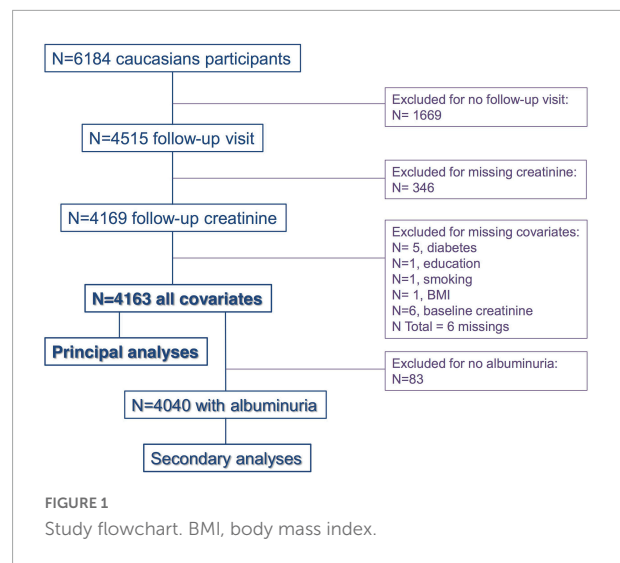 N=6184 caucasians participants
Excluded for no follow-up visit:
N= 1669
N=4515 follow-up visit
Excluded for missing creatinine:
N= 346
N=4169 follow-up creatinine
Excluded for missing covariates:
N= 5, diabetes
N=1, education
N=1, smoking
N= 1, BMI
N=6, baseline creatinine
N Total = 6 missings
N=4163 all covariates
Principal analyses
Excluded for no albuminuria:
N=83
N=4040 with albuminuria
Secondary analyses
FIGURE 1
Study flowchart. BMI, body mass index.